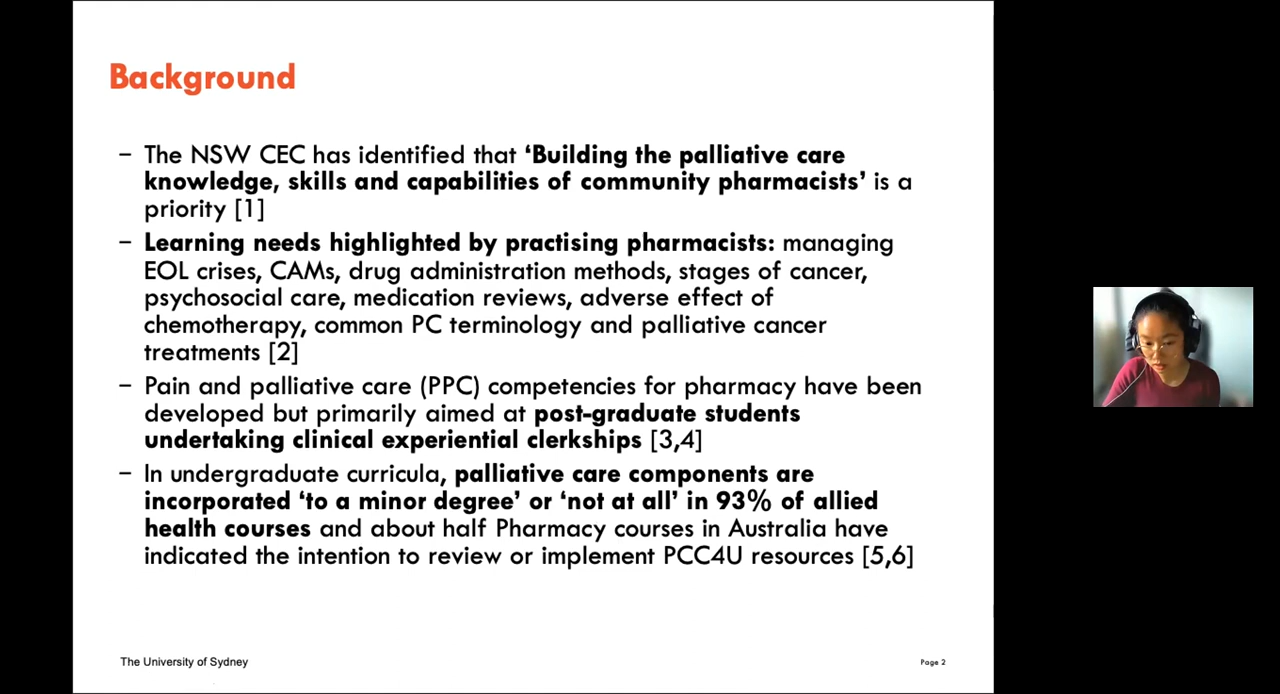 Background
– The NSW CEC has identified that ‘Building the palliative care
knowledge, skills and capabilities of community pharmacists’ is a
priority [1]
– Learning needs highlighted by practising pharmacists: managing
EOL crises, CAMs, drug administration methods, stages of cancer,
psychosocial care, medication reviews, adverse effect of
chemotherapy, common PC terminology and palliative cancer
treatments [2]
– Pain and palliative care (PPC) competencies for pharmacy have been
developed but primarily aimed at post-graduate students
undertaking clinical experiential clerkships [3,4]
– In undergraduate curricula, palliative care components are
incorporated ‘to a minor degree’ or ‘not at all’ in 93% of allied
health courses and about half Pharmacy courses in Australia have
indicated the intention to review or implement PCC4U resources [5,6]
The University of Sydney
Page 2